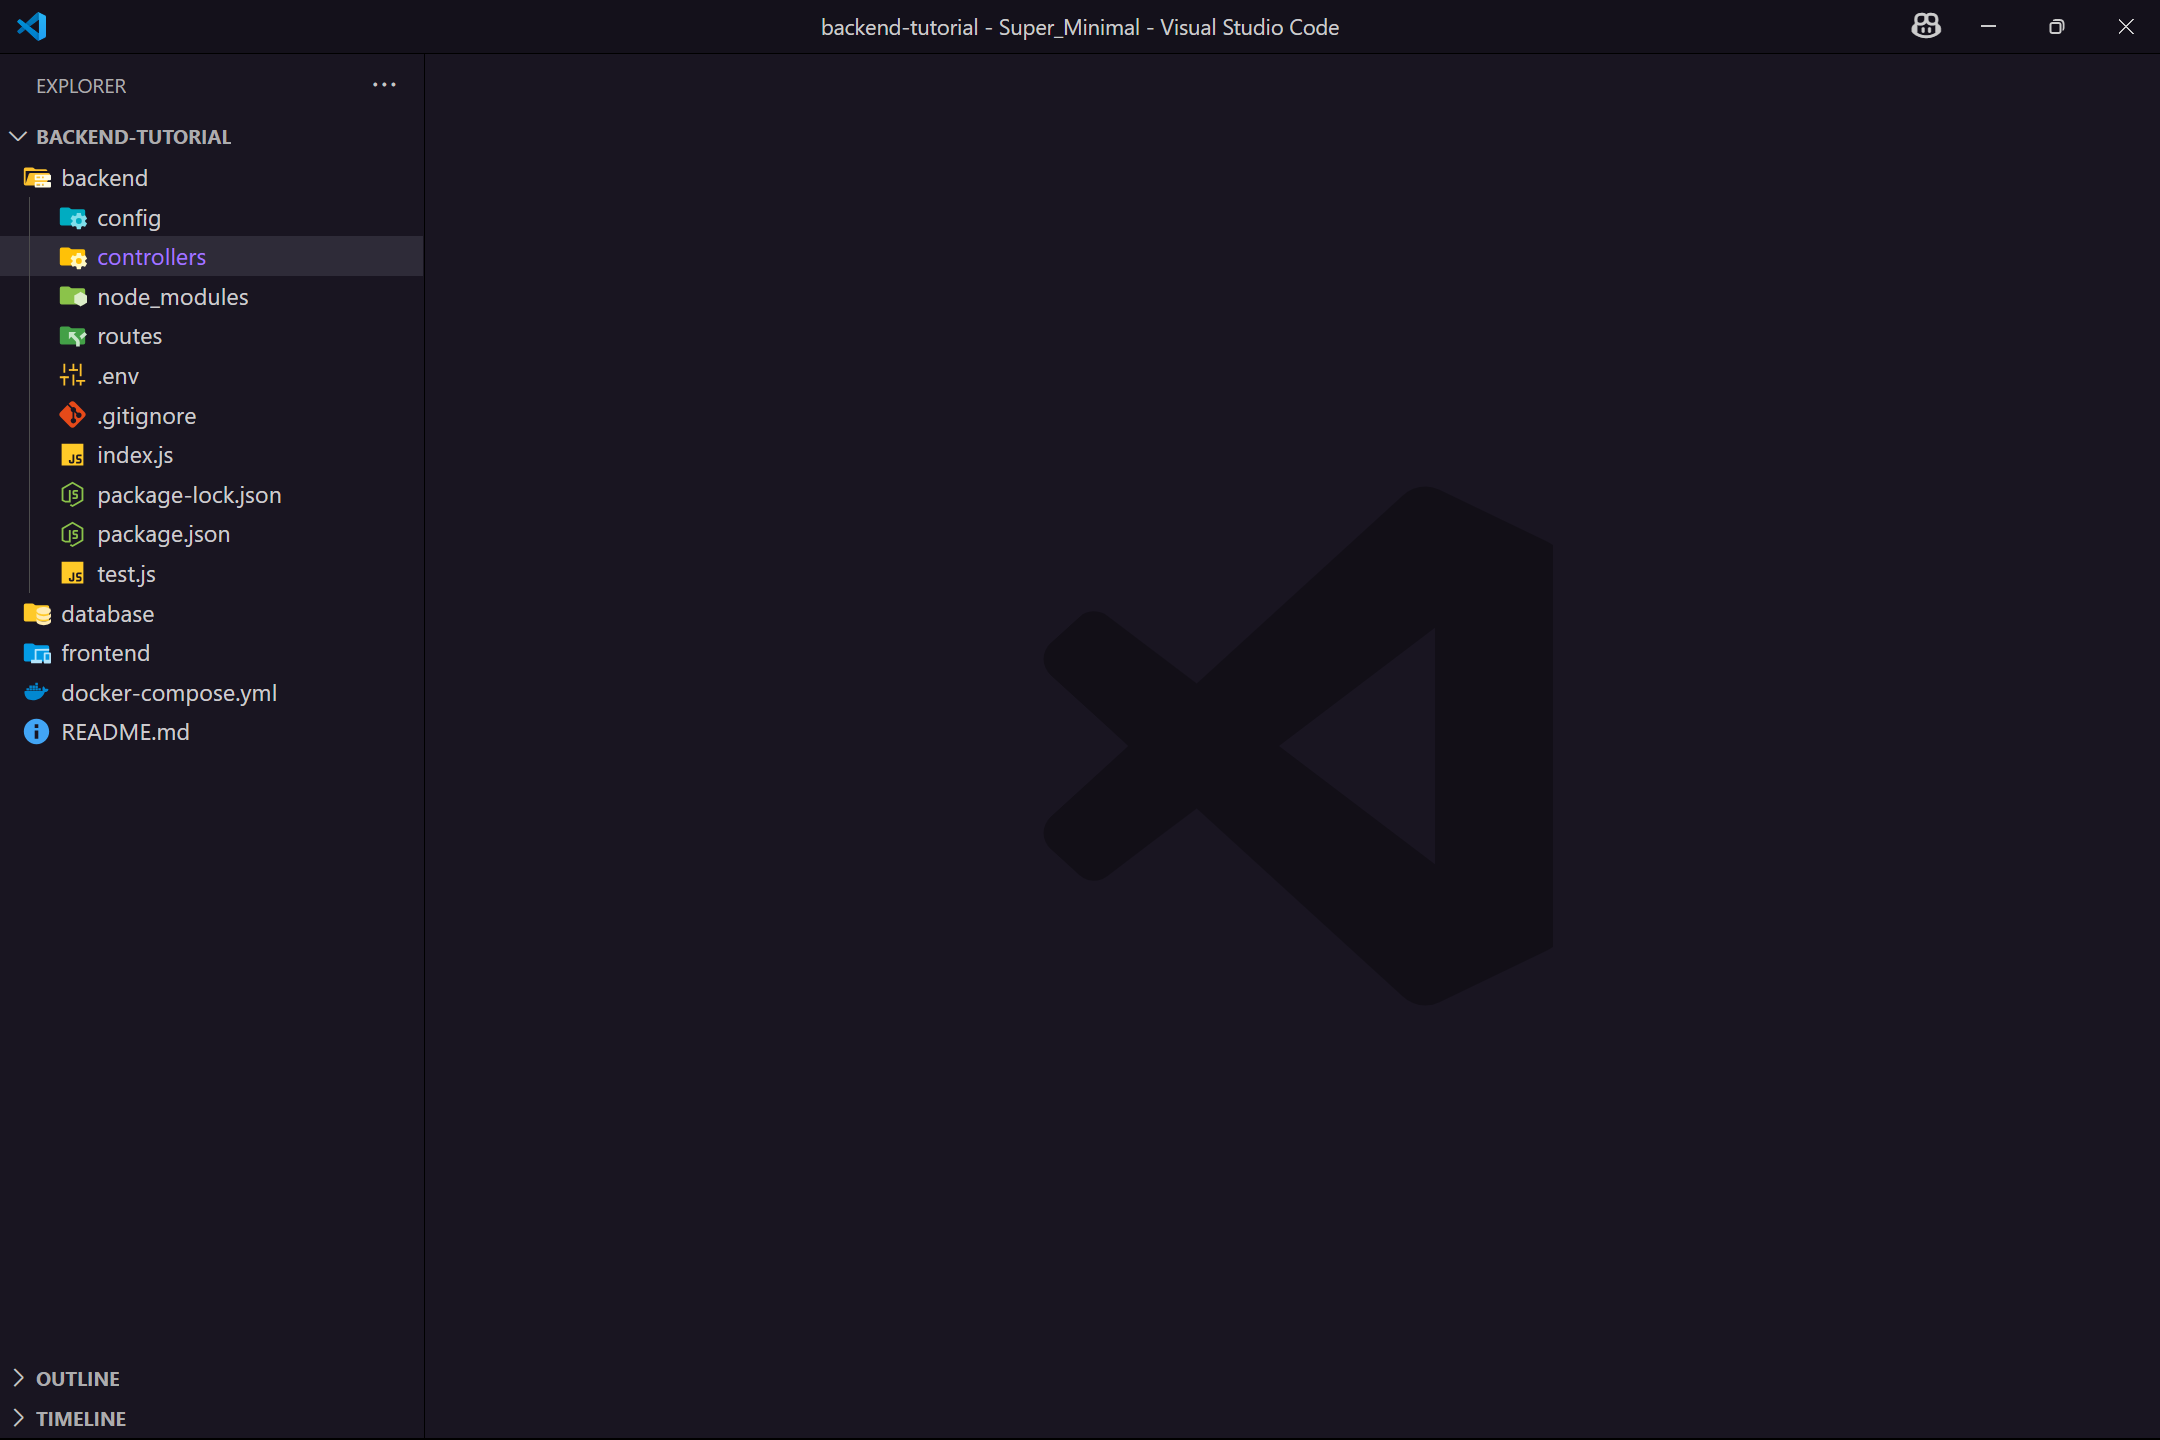 backend-tutorial - Super_Minimal - Visual Studio Code
EXPLORER
BACKEND-TUTORIAL
backend
config
controllers
node_modules
routes
.env
.gitignore
index.js
package-lock.json
package.json
test.js
database
frontend
docker-compose.yml
README.md
OUTLINE
TIMELINE